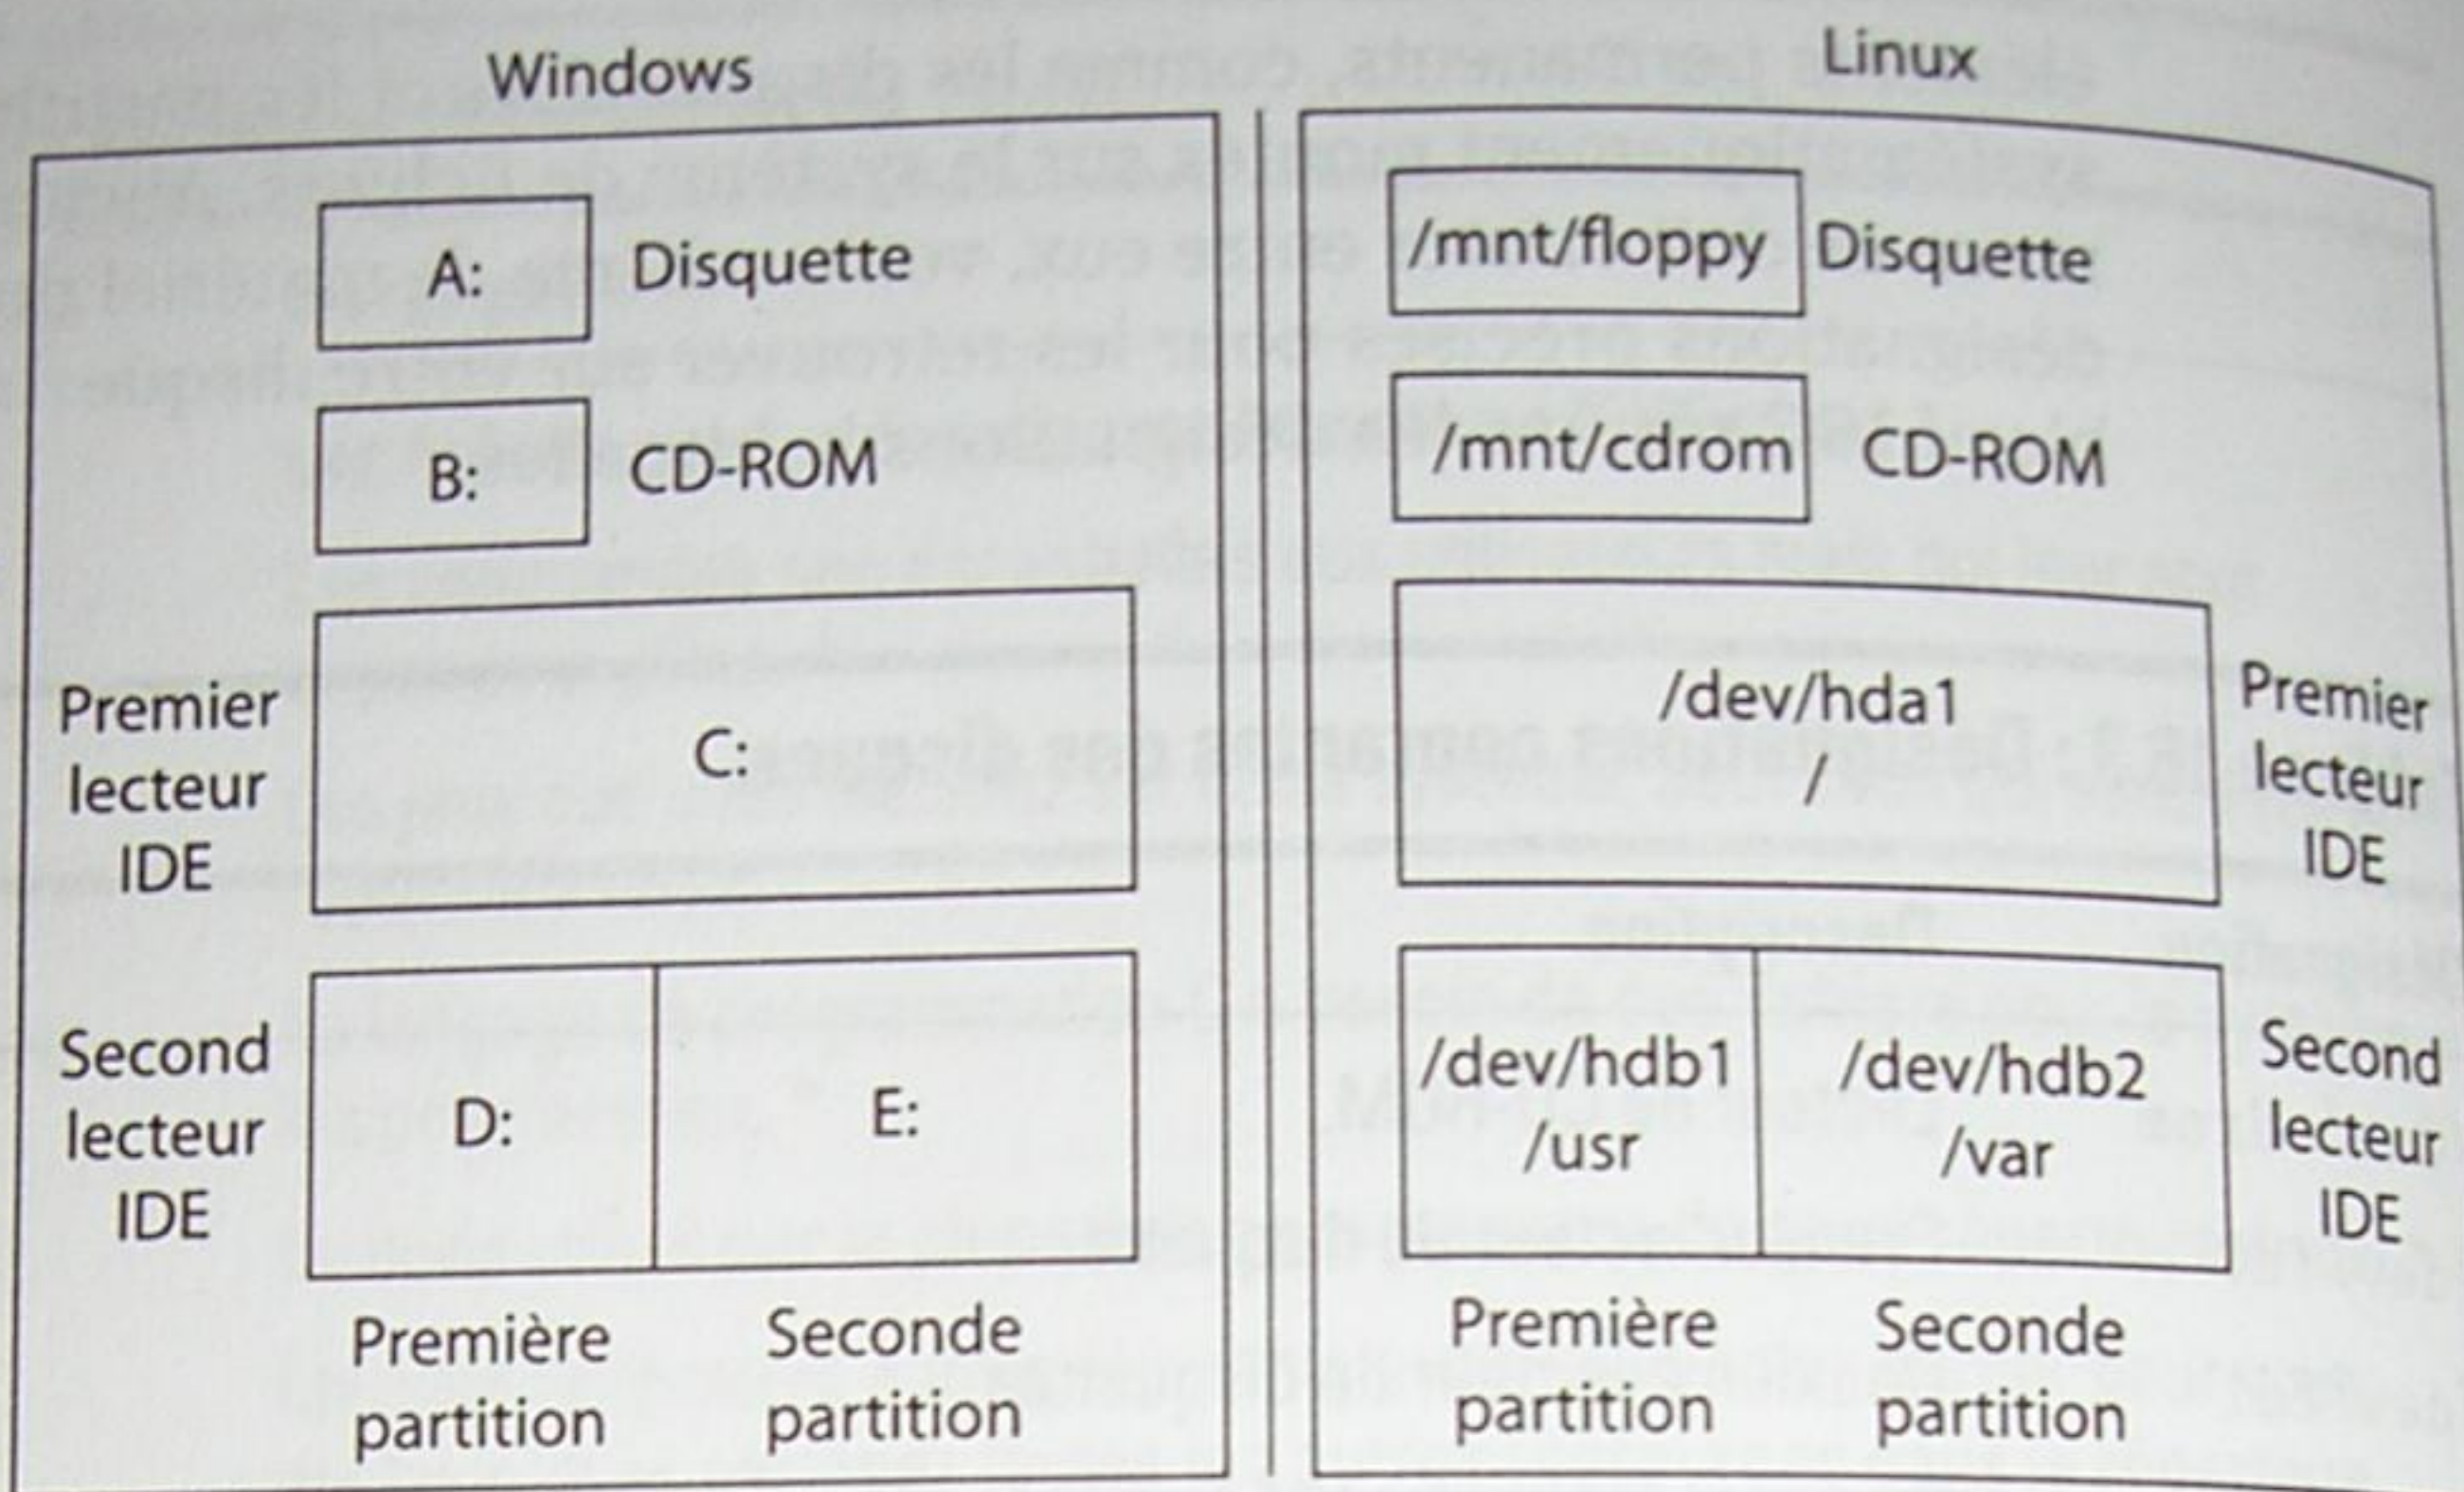 Windows
A:
Disquette
B:
CD-ROM
Premier
lecteur
IDE
C:
Second
lecteur
IDE
D:
E:
Première
partition
Seconde
partition
Linux
/mnt/floppy
Disquette
/mnt/cdrom
CD-ROM
/dev/hda1
/
Premier
lecteur
IDE
/dev/hdb1
/usr
/dev/hdb2
/var
Second
lecteur
IDE
Première
partition
Seconde
partition